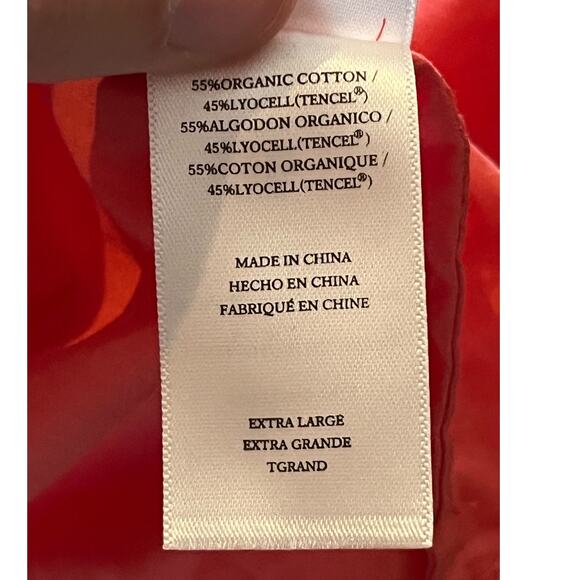 55%ORGANIC COTTON /
45%LYOCELL(TENCEL®)
55%ALGODON ORGANICO /
45%LYOCELL(TENCEL®)
55%COTON ORGANIQUE /
45%LYOCELL(TENCEL®)
MADE IN CHINA
HECHO EN CHINA
FABRIQUÉ EN CHINE
EXTRA LARGE
EXTRA GRANDE
TGRAND